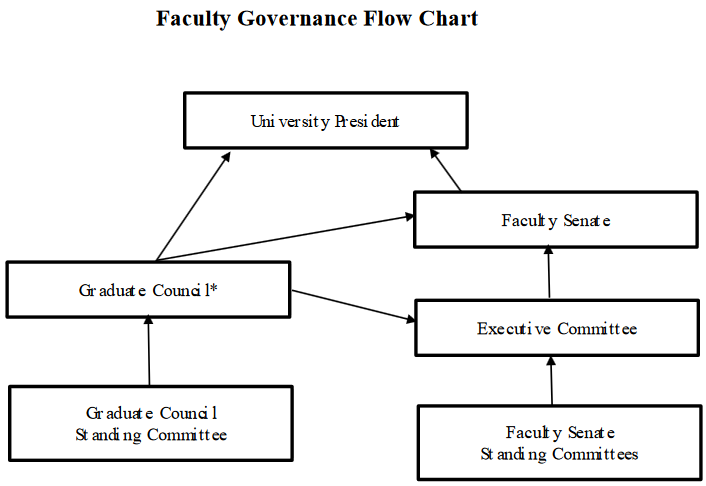 Faculty Governance Flow Chart
University President
Faculty Senate
Graduate Council*
Executive Committee
Graduate Council
Standing Committee
Faculty Senate
Standing Committees